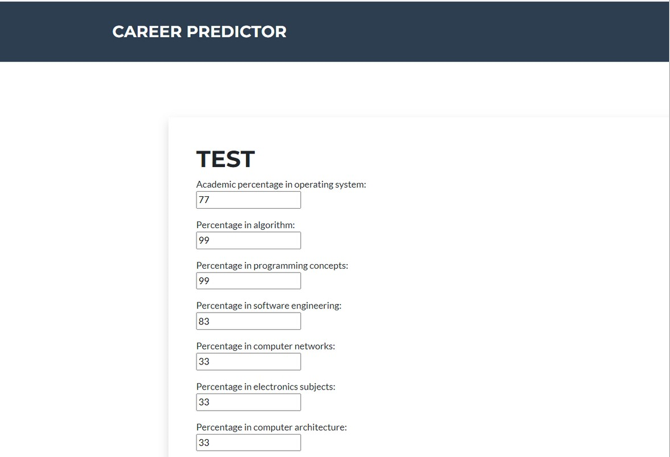 CAREER PREDICTOR
TEST
Academic percentage in operating system:
77
Percentage in algorithm:
99
Percentage in programming concepts:
99
Percentage in software engineering:
83
Percentage in computer networks:
33
Percentage in electronics subjects:
33
Percentage in computer architecture:
33